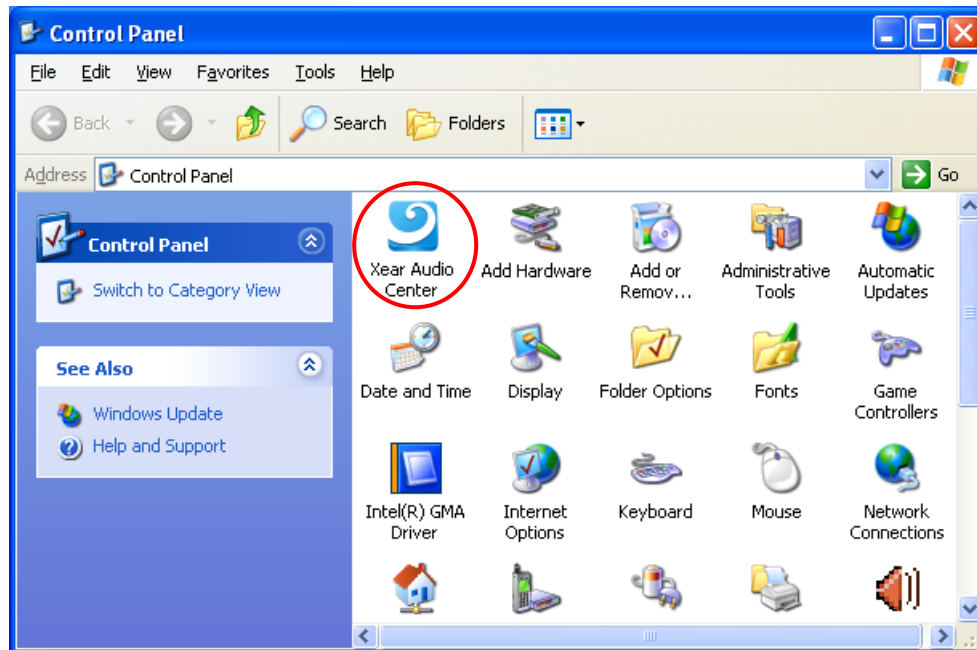 Control Panel
File Edit View Favorites Tools Help
Back Search Folders
Address Control Panel Go
Control Panel
Switch to Category View
See Also
Windows Update
Help and Support
Xear Audio
Center
Add Hardware
Add or
Remov...
Administrative
Tools
Automatic
Updates
Date and Time
Display
Folder Options
Fonts
Game
Controllers
Intel(R) GMA
Driver
Internet
Options
Keyboard
Mouse
Network
Connections